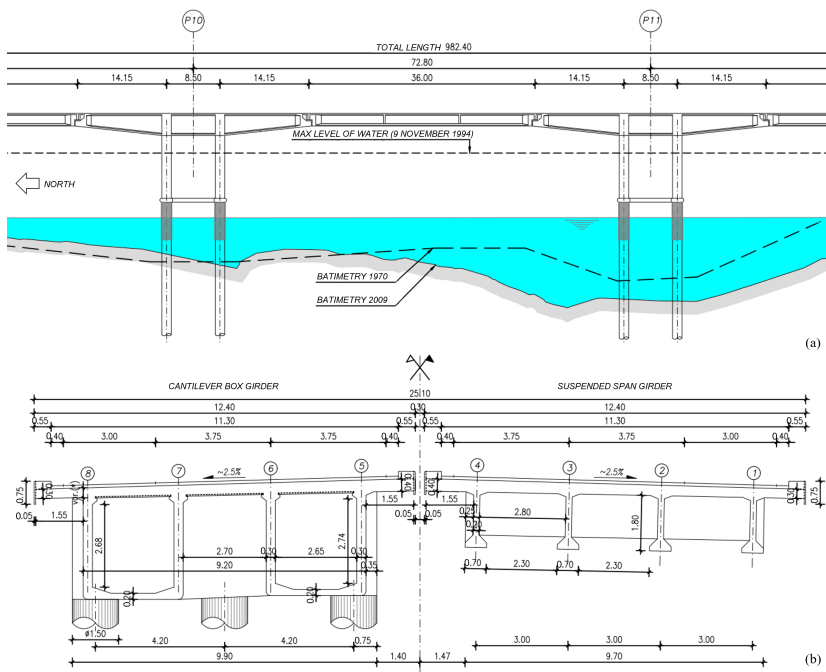 P10
P11
TOTAL LENGTH 982.40
72.80
14.15 8.50 14.15 36.00 14.15 8.50 14.15
MAX LEVEL OF WATER (9 NOVEMBER 1994)
NORTH
BATIMETRY 1970
BATIMETRY 2009
(a)
CANTILEVER BOX GIRDER
SUSPENDED SPAN GIRDER
25.10
12.40 0.30 12.40
0.55 11.30 0.55 0.55 11.30 0.55
0.40 3.00 3.75 3.75 0.40 0.40 3.75 3.75 3.00 0.40
8 7 6 5 4 3 2 1
~2.5% ~2.5%
0.75 0.40 0.30 0.75
var.(*)
0.05 1.55 1.55 0.05 1.55 0.05 1.55 0.05
0.25 2.80
0.20
1.80
2.68 2.74
2.70 0.30 2.65 0.30
9.20 0.35
0.70 2.30 0.70 2.30
0.20 0.20
ø1.50
4.20 4.20 0.75
3.00 3.00 3.00
9.90 1.40 1.47 9.70
(b)